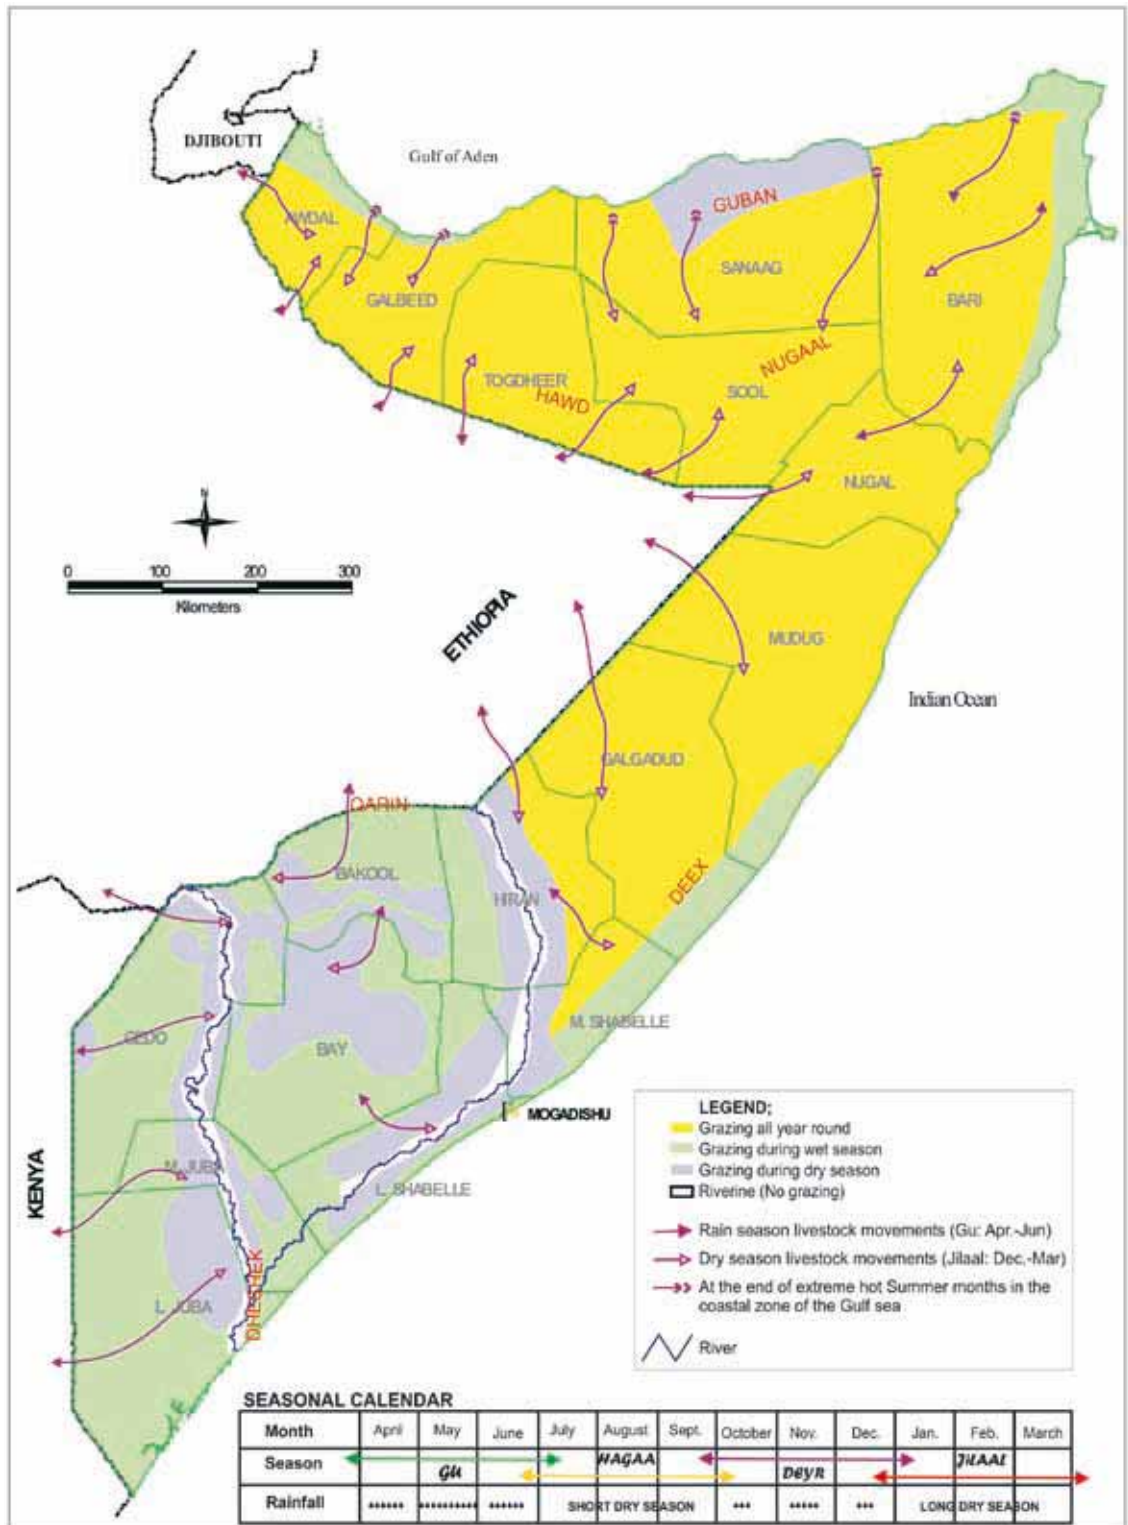 DJIBOUTI
Gulf of Aden
AWDAL
GUBAN
SANAAG
GALBEED
BARI
NUGAAL
TOGDHEER
HAWD
SOOL
NUGAL
N
0 100 200 300
Kilometers
ETHIOPIA
MUDUG
Indian Ocean
GALGADUD
QARIN
BAKOOL
HIRAN
DEEX
GEDO
BAY
M. SHABELLE
MOGADISHU
KENYA
M. JUBA
L. SHABELLE
DHESHEK
L. JUBA
LEGEND;
Grazing all year round
Grazing during wet season
Grazing during dry season
Riverine (No grazing)
Rain season livestock movements (Gu: Apr.-Jun)
Dry season livestock movements (Jilaal: Dec.-Mar)
At the end of extreme hot Summer months in the
coastal zone of the Gulf sea
River
SEASONAL CALENDAR
Month April May June July August Sept. October Nov. Dec. Jan. Feb. March
Season GU HAGAA DEYR JILAAL
Rainfall SHORT DRY SEASON LONG DRY SEASON